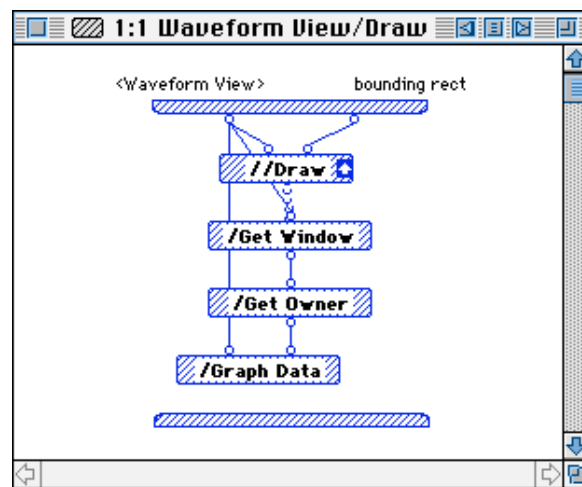 1:1 Waveform View/Draw
<Waveform View> bounding rect
//Draw
/Get Window
/Get Owner
/Graph Data